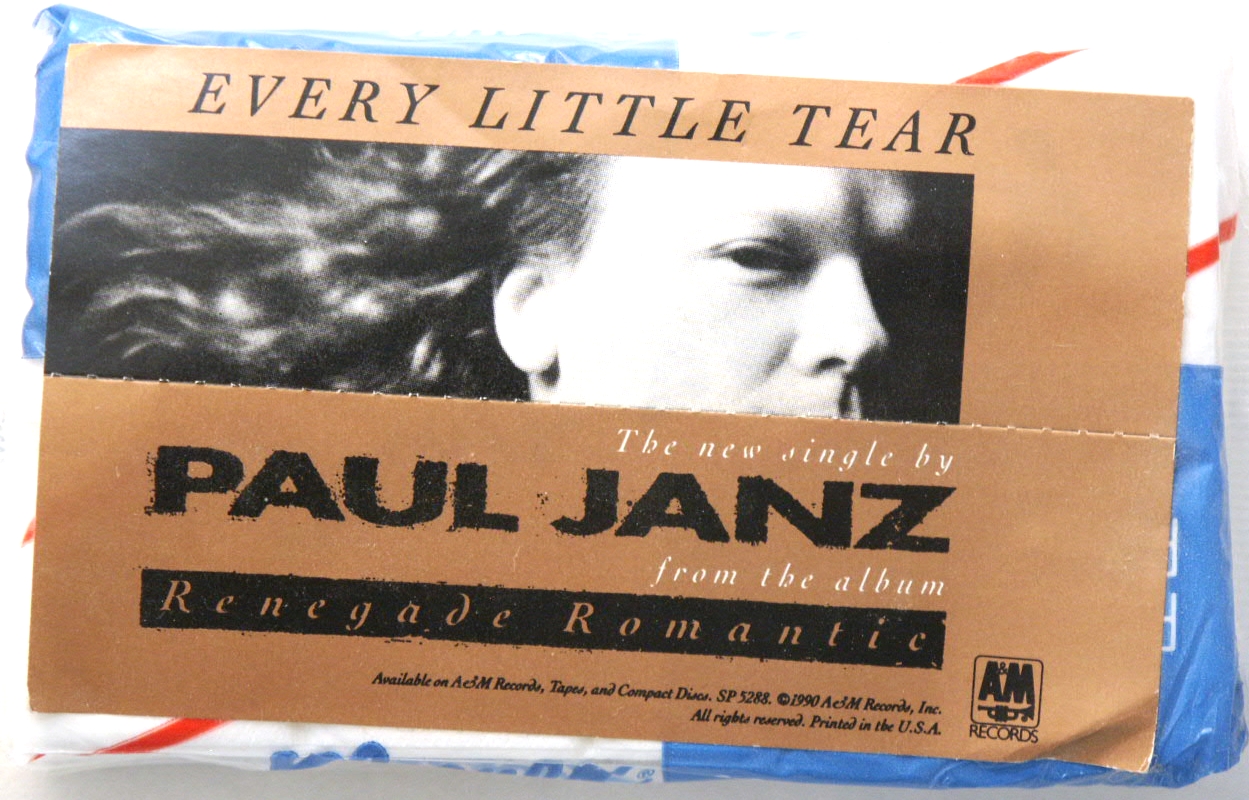 EVERY LITTLE TEAR
The new single by
PAUL JANZ
from the album
Renegade Romantic
Available on A&M Records, Tapes, and Compact Discs. SP 5288. ©1990 A&M Records, Inc.
All rights reserved. Printed in the U.S.A.
A&M
RECORDS